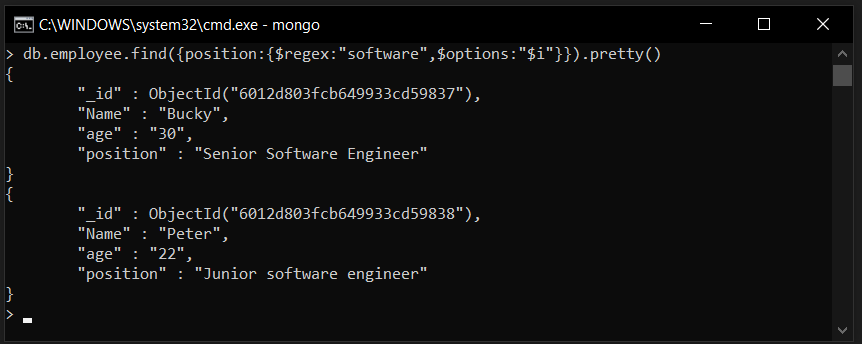 C:\WINDOWS\system32\cmd.exe - mongo
> db.employee.find({position:{$regex:"software",$options:"$i"}}).pretty()
{
        "_id" : ObjectId("6012d803fcb649933cd59837"),
        "Name" : "Bucky",
        "age" : "30",
        "position" : "Senior Software Engineer"
}
{
        "_id" : ObjectId("6012d803fcb649933cd59838"),
        "Name" : "Peter",
        "age" : "22",
        "position" : "Junior software engineer"
}
>